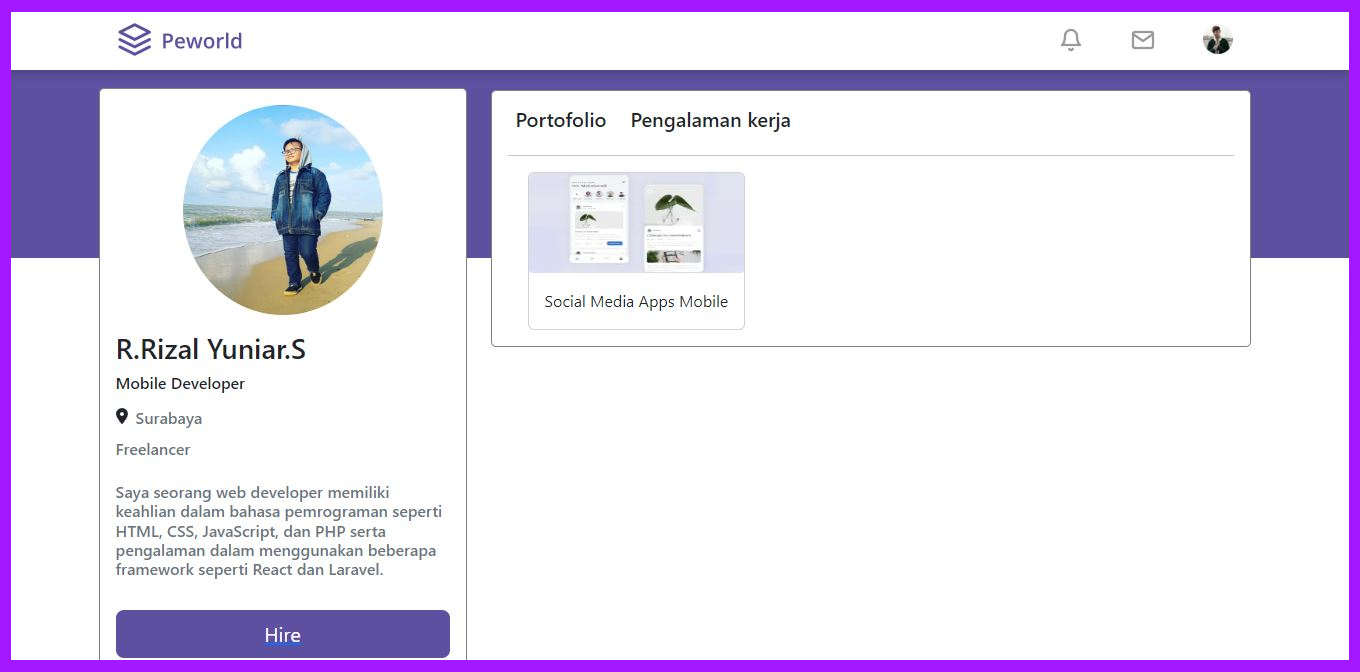 Peworld
R.Rizal Yuniar.S
Mobile Developer
Surabaya
Freelancer
Saya seorang web developer memiliki
keahlian dalam bahasa pemrograman seperti
HTML, CSS, JavaScript, dan PHP serta
pengalaman dalam menggunakan beberapa
framework seperti React dan Laravel.
Hire
Portofolio Pengalaman kerja
Social Media Apps Mobile